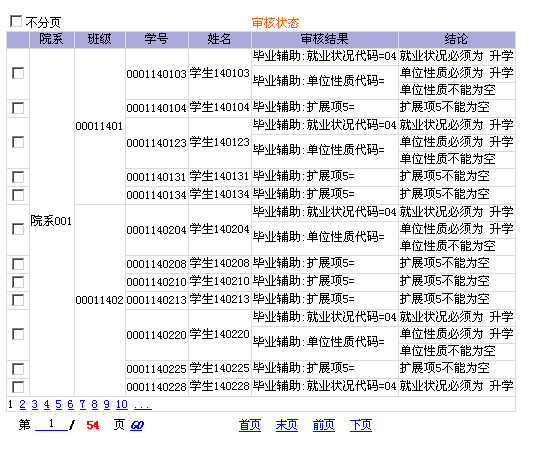 不分页 审核状态
院系 班级 学号 姓名 审核结果 结论
院系001 00011401 0001140103 学生140103 毕业辅助:就业状况代码=04 就业状况必须为 升学
毕业辅助:单位性质代码= 单位性质必须为 升学
单位性质不能为空
0001140104 学生140104 毕业辅助:扩展项5= 扩展项5不能为空
0001140123 学生140123 毕业辅助:就业状况代码=04 就业状况必须为 升学
毕业辅助:单位性质代码= 单位性质必须为 升学
单位性质不能为空
0001140131 学生140131 毕业辅助:扩展项5= 扩展项5不能为空
0001140134 学生140134 毕业辅助:扩展项5= 扩展项5不能为空
00011402 0001140204 学生140204 毕业辅助:就业状况代码=04 就业状况必须为 升学
毕业辅助:单位性质代码= 单位性质必须为 升学
单位性质不能为空
0001140208 学生140208 毕业辅助:扩展项5= 扩展项5不能为空
0001140210 学生140210 毕业辅助:扩展项5= 扩展项5不能为空
0001140213 学生140213 毕业辅助:扩展项5= 扩展项5不能为空
0001140220 学生140220 毕业辅助:就业状况代码=04 就业状况必须为 升学
毕业辅助:单位性质代码= 单位性质必须为 升学
单位性质不能为空
0001140225 学生140225 毕业辅助:扩展项5= 扩展项5不能为空
0001140228 学生140228 毕业辅助:就业状况代码=04 就业状况必须为 升学
1 2 3 4 5 6 7 8 9 10 ...
第 1 / 54 页 GO 首页 末页 前页 下页